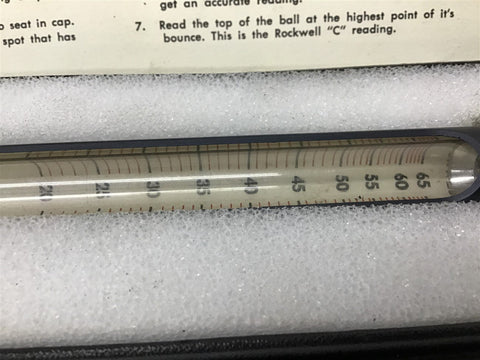 get an accurate reading.
o seat in cap.
spot that has
7. Read the top of the ball at the highest point of it's
bounce. This is the Rockwell "C" reading.
20 25 30 35 40 45 50 55 60 65